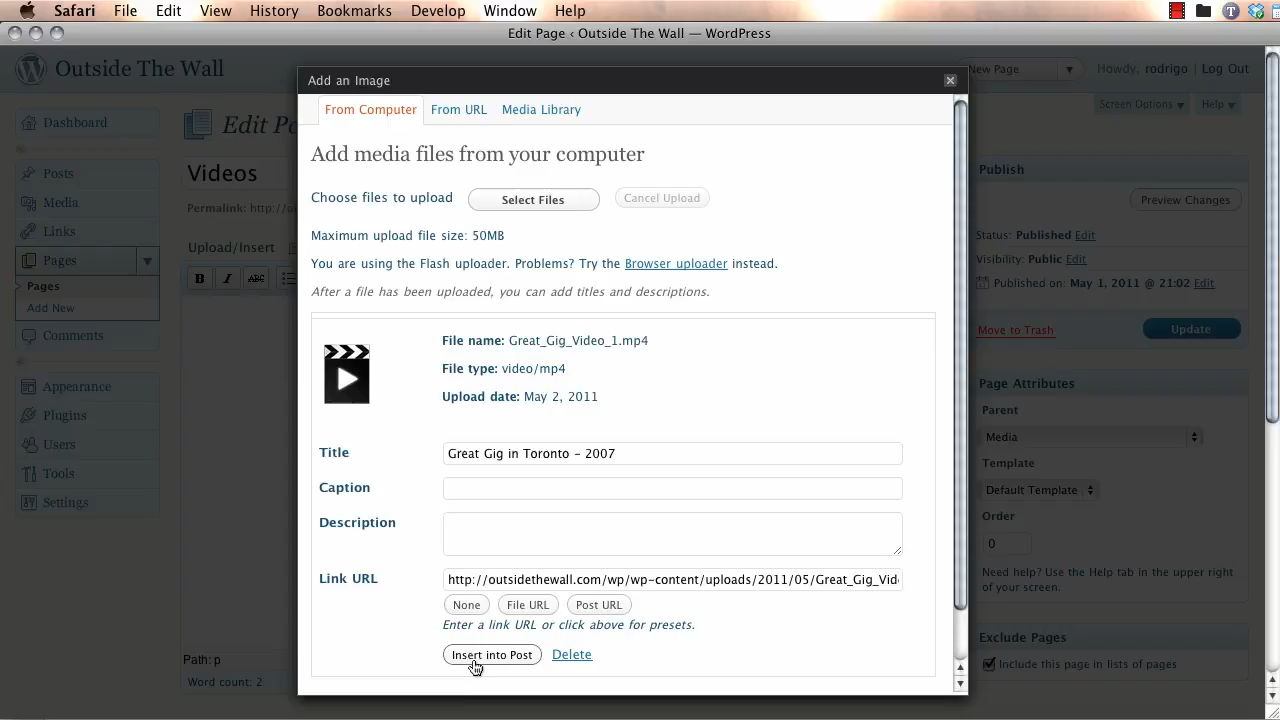 Safari File Edit View History Bookmarks Develop Window Help
Edit Page ‹ Outside The Wall — WordPress
Outside The Wall
New Page
Howdy, rodrigo | Log Out
Screen Options
Help
Dashboard
Posts
Media
Links
Pages
Pages
Add New
Comments
Appearance
Plugins
Users
Tools
Settings
Videos
Permalink:
Upload/Insert
B I ABC
Path: p
Word count: 2
Add an Image
From Computer From URL Media Library
Add media files from your computer
Choose files to upload Select Files Cancel Upload
Maximum upload file size: 50MB
You are using the Flash uploader. Problems? Try the Browser uploader instead.
After a file has been uploaded, you can add titles and descriptions.
File name: Great_Gig_Video_1.mp4
File type: video/mp4
Upload date: May 2, 2011
Title Great Gig in Toronto - 2007
Caption
Description
Link URL http://outsidethewall.com/wp/wp-content/uploads/2011/05/Great_Gig_Vid
None File URL Post URL
Enter a link URL or click above for presets.
Insert into Post Delete
Publish
Preview Changes
Status: Published Edit
Visibility: Public Edit
Published on: May 1, 2011 @ 21:02 Edit
Move to Trash Update
Page Attributes
Parent
Media
Template
Default Template
Order
0
Need help? Use the Help tab in the upper right
of your screen.
Exclude Pages
Include this page in lists of pages